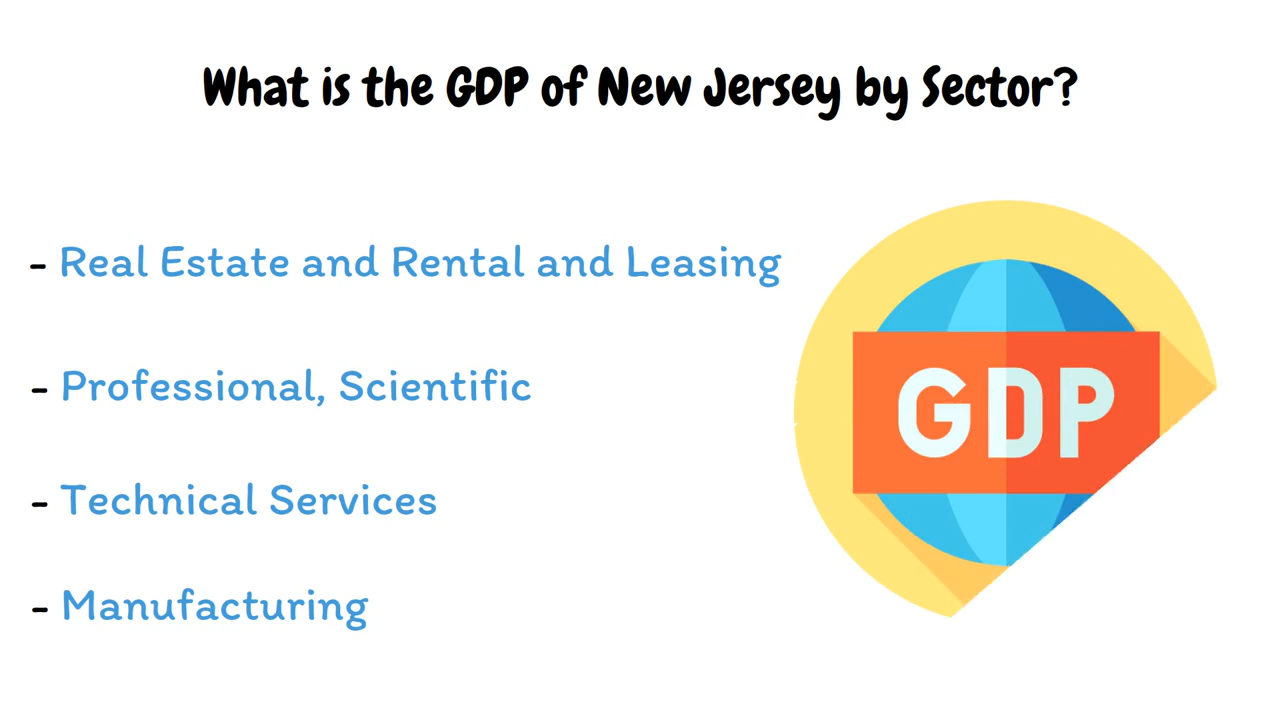 What is the GDP of New Jersey by Sector?
- Real Estate and Rental and Leasing
- Professional, Scientific
- Technical Services
- Manufacturing
GDP